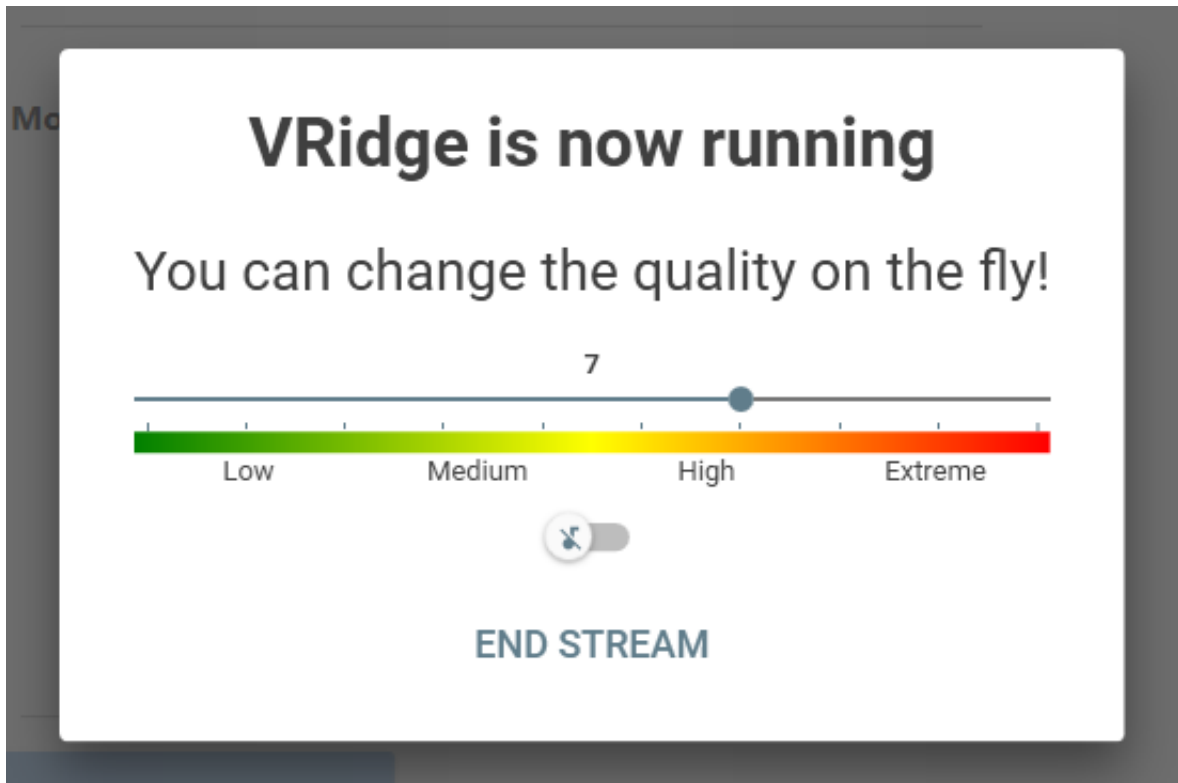 Mo
VRidge is now running
You can change the quality on the fly!
7
Low Medium High Extreme
END STREAM